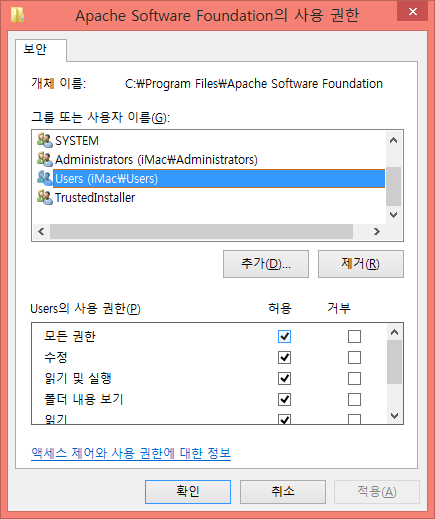 Apache Software Foundation의 사용 권한
보안
개체 이름: C:₩Program Files₩Apache Software Foundation
그룹 또는 사용자 이름(G):
SYSTEM
Administrators (iMac₩Administrators)
Users (iMac₩Users)
TrustedInstaller
추가(D)... 제거(R)
Users의 사용 권한(P) 허용 거부
모든 권한
수정
읽기 및 실행
폴더 내용 보기
읽기
액세스 제어와 사용 권한에 대한 정보
확인 취소 적용(A)